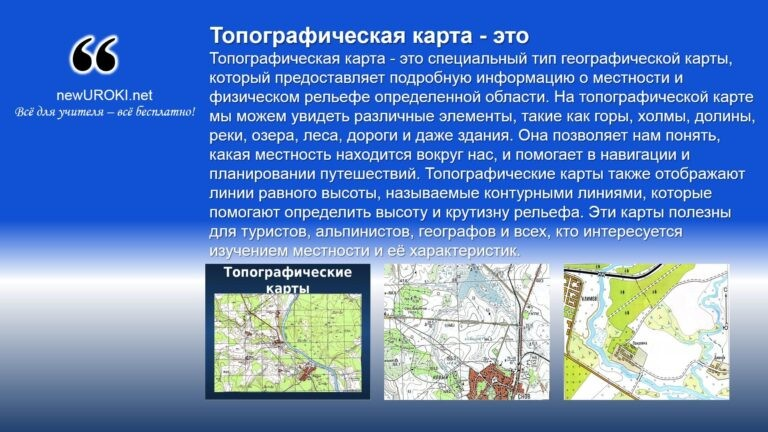 Топографическая карта - это
Топографическая карта - это специальный тип географической карты,
который предоставляет подробную информацию о местности и
физическом рельефе определенной области. На топографической карте
мы можем увидеть различные элементы, такие как горы, холмы, долины,
реки, озера, леса, дороги и даже здания. Она позволяет нам понять,
какая местность находится вокруг нас, и помогает в навигации и
планировании путешествий. Топографические карты также отображают
линии равного высоты, называемые контурными линиями, которые
помогают определить высоту и крутизну рельефа. Эти карты полезны
для туристов, альпинистов, географов и всех, кто интересуется
изучением местности и её характеристик.
newUROKI.net
Всё для учителя – всё бесплатно!
Топографические
карты
СНОВ